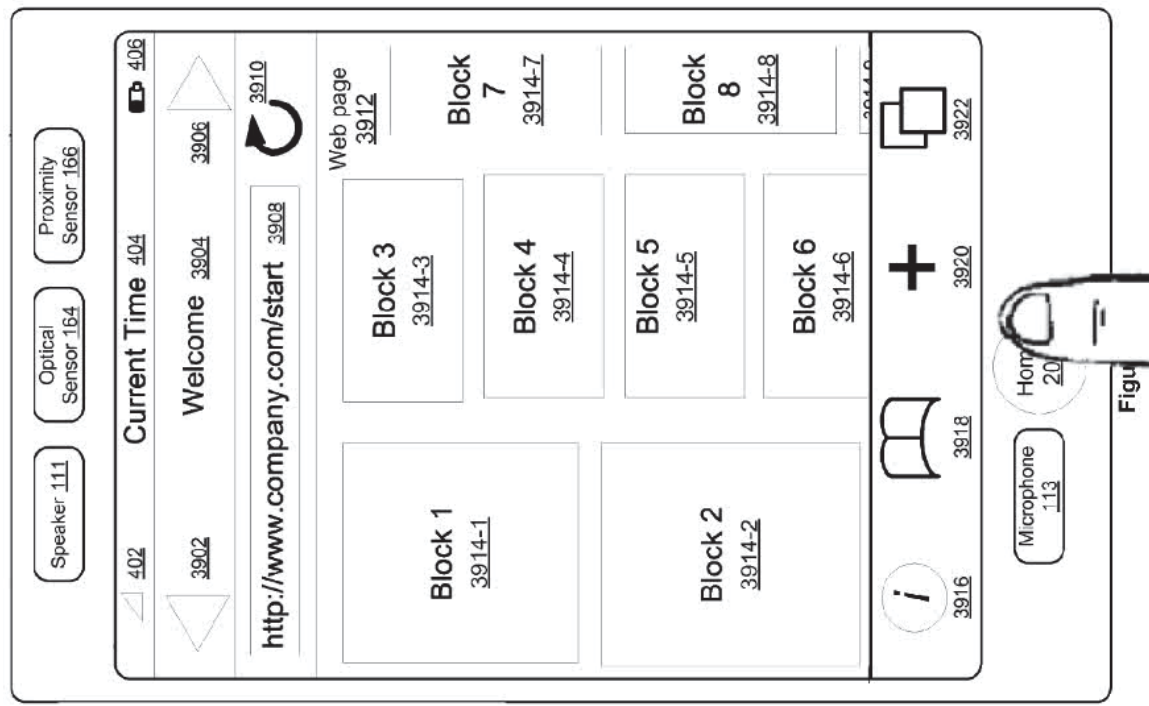 Speaker 111
Optical
Sensor 164
Proximity
Sensor 166
402
Current Time 404
406
3902
Welcome 3904
3906
http://www.company.com/start 3908
3910
Web page
3912
Block 1
3914-1
Block 2
3914-2
Block 3
3914-3
Block 4
3914-4
Block 5
3914-5
Block 6
3914-6
Block
7
3914-7
Block
8
3914-8
i
3916
3918
3920
3922
Microphone
113
Hom
20
Figu